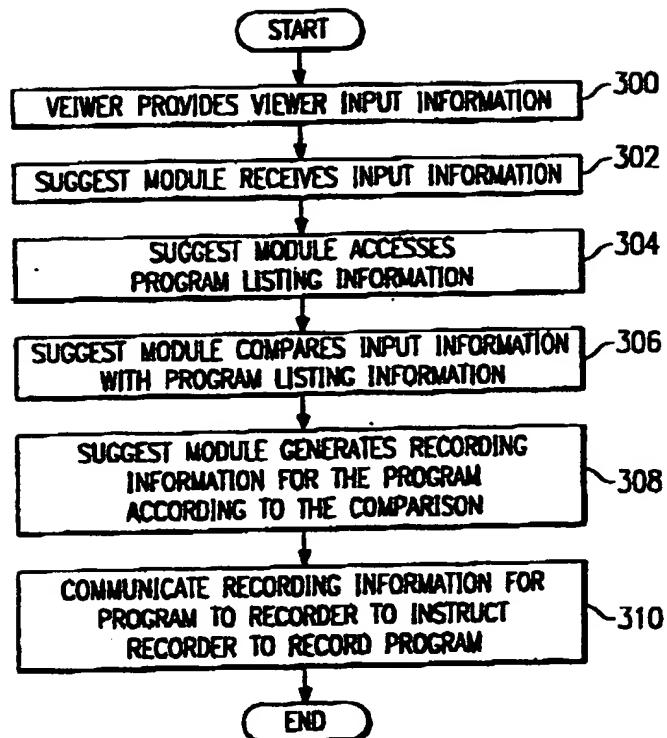 START
VEIWER PROVIDES VIEWER INPUT INFORMATION
300
SUGGEST MODULE RECEIVES INPUT INFORMATION
302
SUGGEST MODULE ACCESSES
PROGRAM LISTING INFORMATION
304
SUGGEST MODULE COMPARES INPUT INFORMATION
WITH PROGRAM LISTING INFORMATION
306
SUGGEST MODULE GENERATES RECORDING
INFORMATION FOR THE PROGRAM
ACCORDING TO THE COMPARISON
308
COMMUNICATE RECORDING INFORMATION FOR
PROGRAM TO RECORDER TO INSTRUCT
RECORDER TO RECORD PROGRAM
310
END